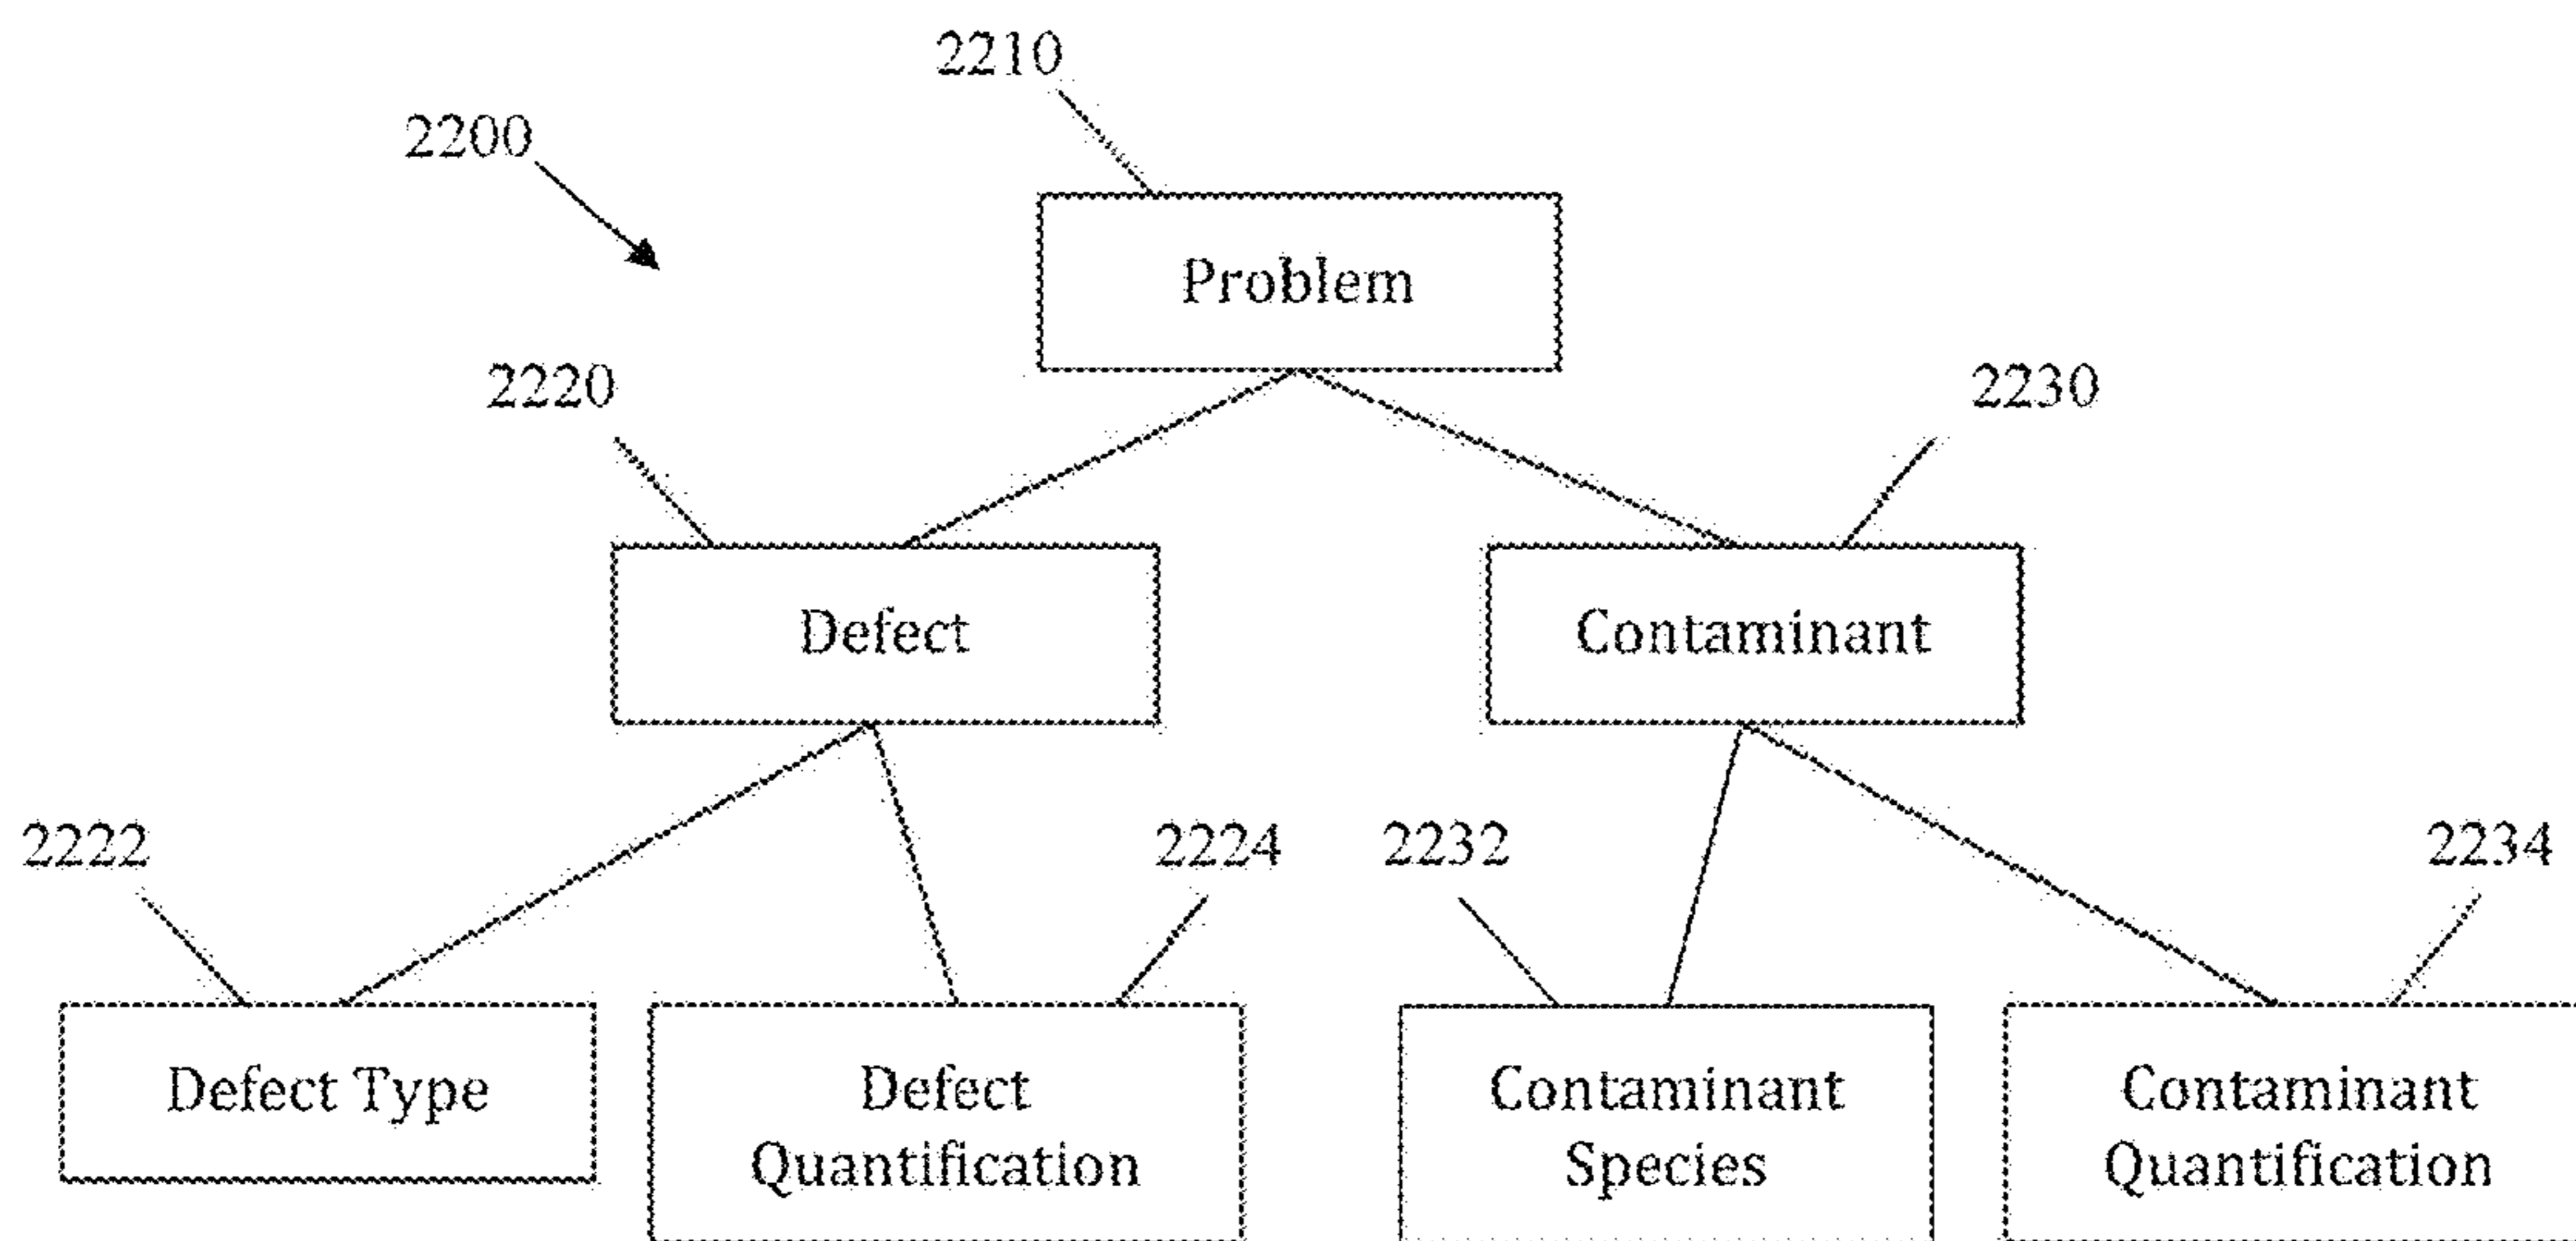 2210
2200
Problem
2220
2230
Defect
Contaminant
2222
2224
2232
2234
Defect Type
Defect
Quantification
Contaminant
Species
Contaminant
Quantification